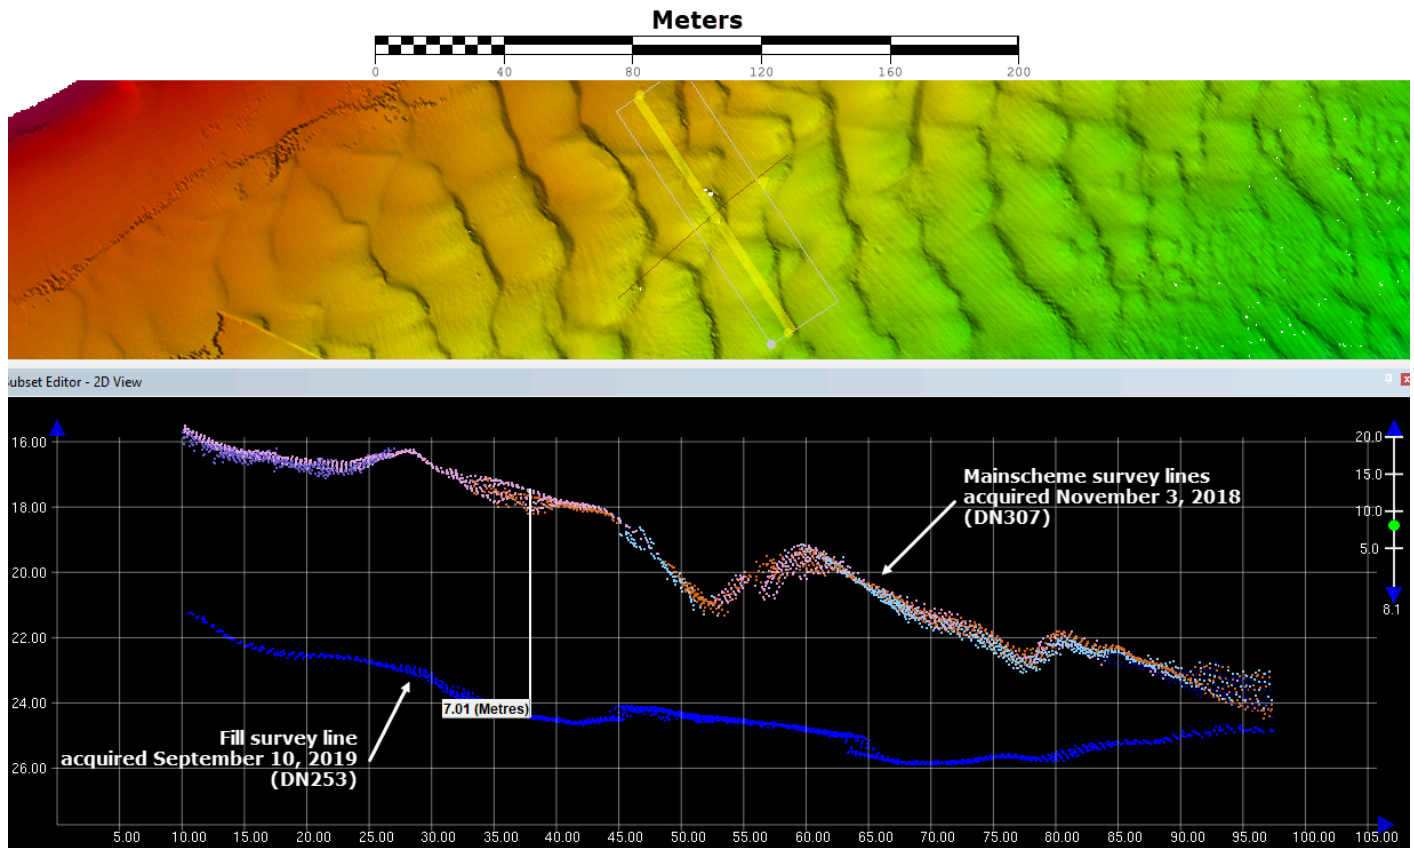 Meters
0 40 80 120 160 200
ubset Editor - 2D View
16.00
18.00
20.00
22.00
24.00
26.00
20.0
15.0
10.0
5.0
8.1
Mainscheme survey lines
acquired November 3, 2018
(DN307)
7.01 (Metres)
Fill survey line
acquired September 10, 2019
(DN253)
5.00 10.00 15.00 20.00 25.00 30.00 35.00 40.00 45.00 50.00 55.00 60.00 65.00 70.00 75.00 80.00 85.00 90.00 95.00 100.00 105.00